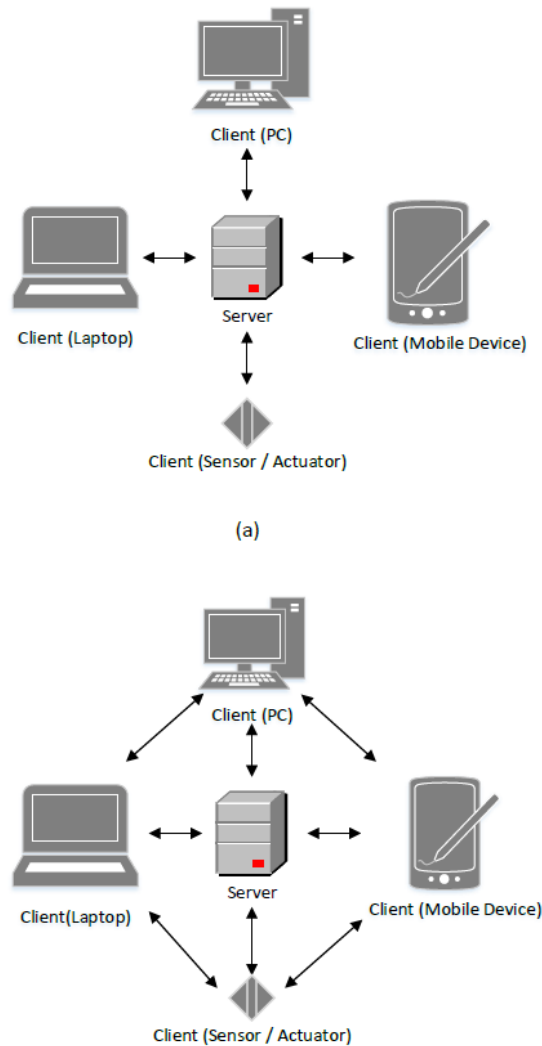 Client (PC)
Client (Laptop)
Server
Client (Mobile Device)
Client (Sensor / Actuator)
(a)
Client (PC)
Client(Laptop)
Server
Client (Mobile Device)
Client (Sensor / Actuator)